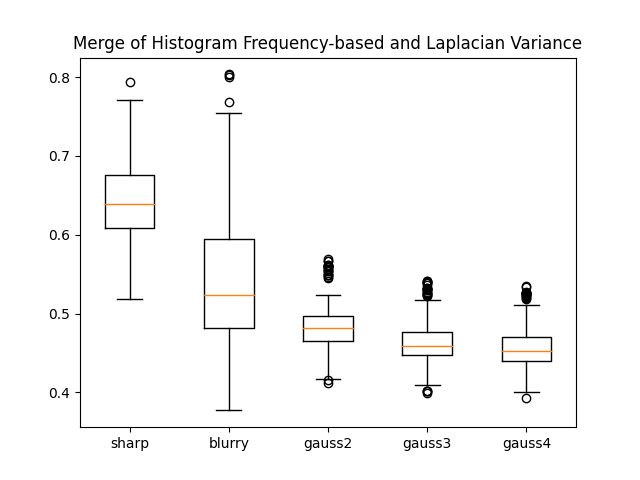 Merge of Histogram Frequency-based and Laplacian Variance
0.8
0.7
0.6
0.5
0.4
sharp blurry gauss2 gauss3 gauss4